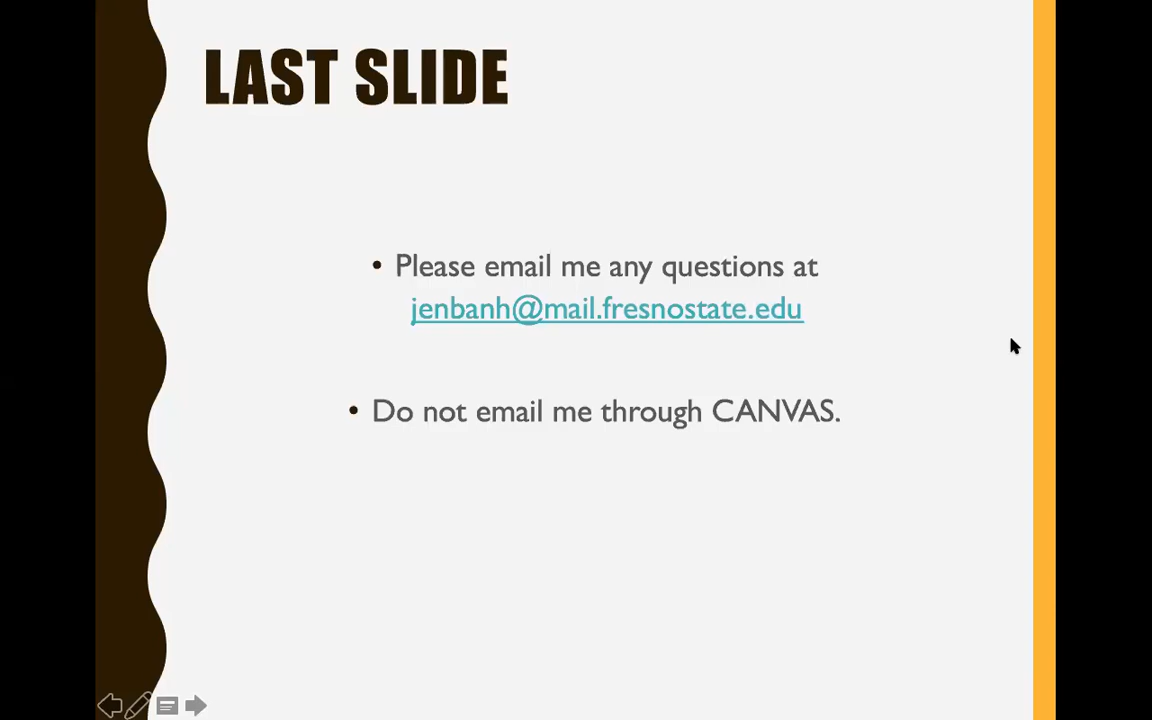 LAST SLIDE
• Please email me any questions at
jenbanh@mail.fresnostate.edu
• Do not email me through CANVAS.